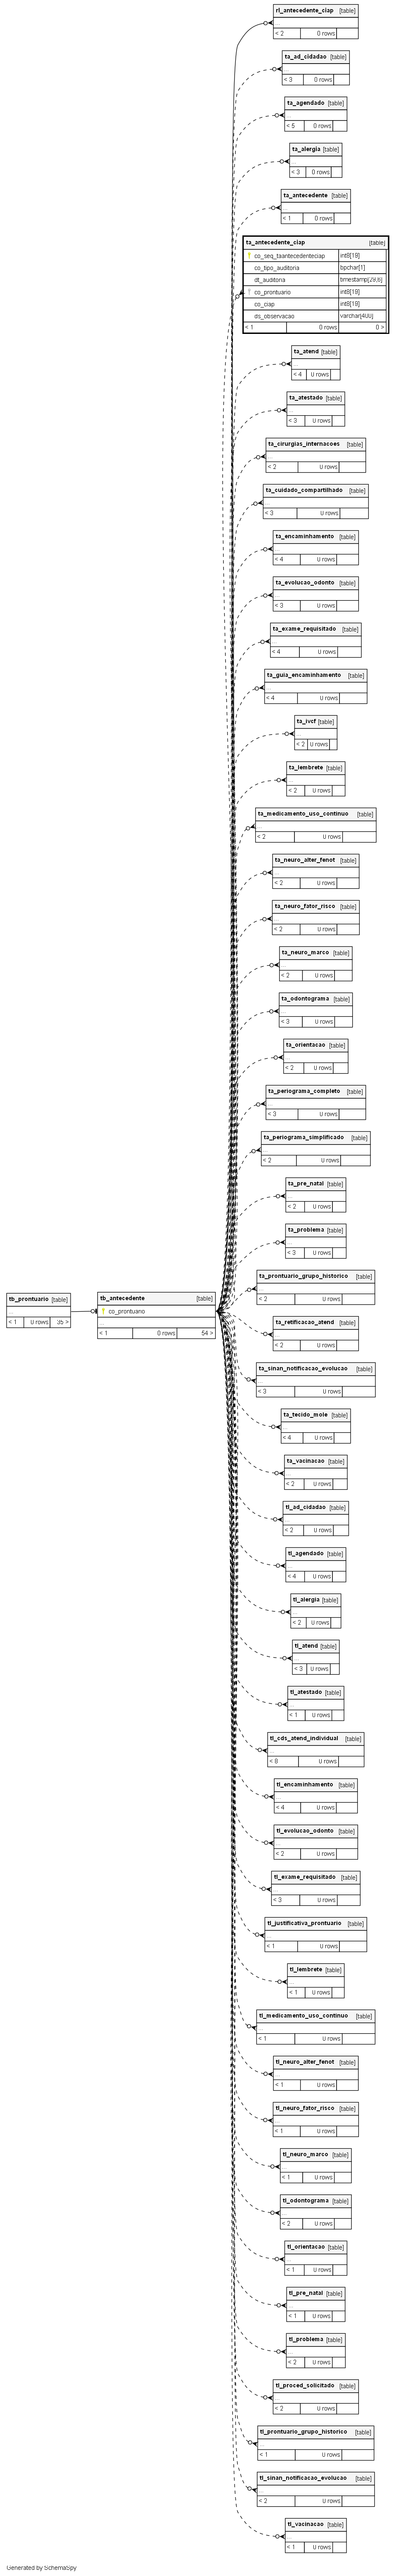 rl_antecedente_ciap [table]
...
< 2 0 rows
ta_ad_cidadao [table]
...
< 3 0 rows
ta_agendado [table]
...
< 5 0 rows
ta_alergia [table]
...
< 3 0 rows
ta_antecedente [table]
...
< 1 0 rows
ta_antecedente_ciap [table]
co_seq_taantecedenteciap int8[19]
co_tipo_auditoria bpchar[1]
dt_auditoria timestamp[29,6]
co_prontuario int8[19]
co_ciap int8[19]
ds_observacao varchar[400]
< 1 0 rows 0 >
ta_atend [table]
...
< 4 0 rows
ta_atestado [table]
...
< 3 0 rows
ta_cirurgias_internacoes [table]
...
< 2 0 rows
ta_cuidado_compartilhado [table]
...
< 3 0 rows
ta_encaminhamento [table]
...
< 4 0 rows
ta_evolucao_odonto [table]
...
< 3 0 rows
ta_exame_requisitado [table]
...
< 4 0 rows
ta_guia_encaminhamento [table]
...
< 4 0 rows
ta_ivcf [table]
...
< 2 0 rows
ta_lembrete [table]
...
< 2 0 rows
ta_medicamento_uso_continuo [table]
...
< 2 0 rows
ta_neuro_alter_fenot [table]
...
< 2 0 rows
ta_neuro_fator_risco [table]
...
< 2 0 rows
ta_neuro_marco [table]
...
< 2 0 rows
ta_odontograma [table]
...
< 3 0 rows
ta_orientacao [table]
...
< 2 0 rows
ta_periograma_completo [table]
...
< 3 0 rows
ta_periograma_simplificado [table]
...
< 2 0 rows
ta_pre_natal [table]
...
< 2 0 rows
ta_problema [table]
...
< 3 0 rows
ta_prontuario_grupo_historico [table]
...
< 2 0 rows
tb_prontuario [table]
...
< 1 0 rows 35 >
tb_antecedente [table]
co_prontuario
...
< 1 0 rows 54 >
ta_retificacao_atend [table]
...
< 2 0 rows
ta_sinan_notificacao_evolucao [table]
...
< 3 0 rows
ta_tecido_mole [table]
...
< 4 0 rows
ta_vacinacao [table]
...
< 2 0 rows
tl_ad_cidadao [table]
...
< 2 0 rows
tl_agendado [table]
...
< 4 0 rows
tl_alergia [table]
...
< 2 0 rows
tl_atend [table]
...
< 3 0 rows
tl_atestado [table]
...
< 1 0 rows
tl_cds_atend_individual [table]
...
< 8 0 rows
tl_encaminhamento [table]
...
< 4 0 rows
tl_evolucao_odonto [table]
...
< 2 0 rows
tl_exame_requisitado [table]
...
< 3 0 rows
tl_justificativa_prontuario [table]
...
< 1 0 rows
tl_lembrete [table]
...
< 1 0 rows
tl_medicamento_uso_continuo [table]
...
< 1 0 rows
tl_neuro_alter_fenot [table]
...
< 1 0 rows
tl_neuro_fator_risco [table]
...
< 1 0 rows
tl_neuro_marco [table]
...
< 1 0 rows
tl_odontograma [table]
...
< 2 0 rows
tl_orientacao [table]
...
< 1 0 rows
tl_pre_natal [table]
...
< 1 0 rows
tl_problema [table]
...
< 2 0 rows
tl_proced_solicitado [table]
...
< 2 0 rows
tl_prontuario_grupo_historico [table]
...
< 1 0 rows
tl_sinan_notificacao_evolucao [table]
...
< 2 0 rows
tl_vacinacao [table]
...
< 1 0 rows
Generated by SchemaSpy